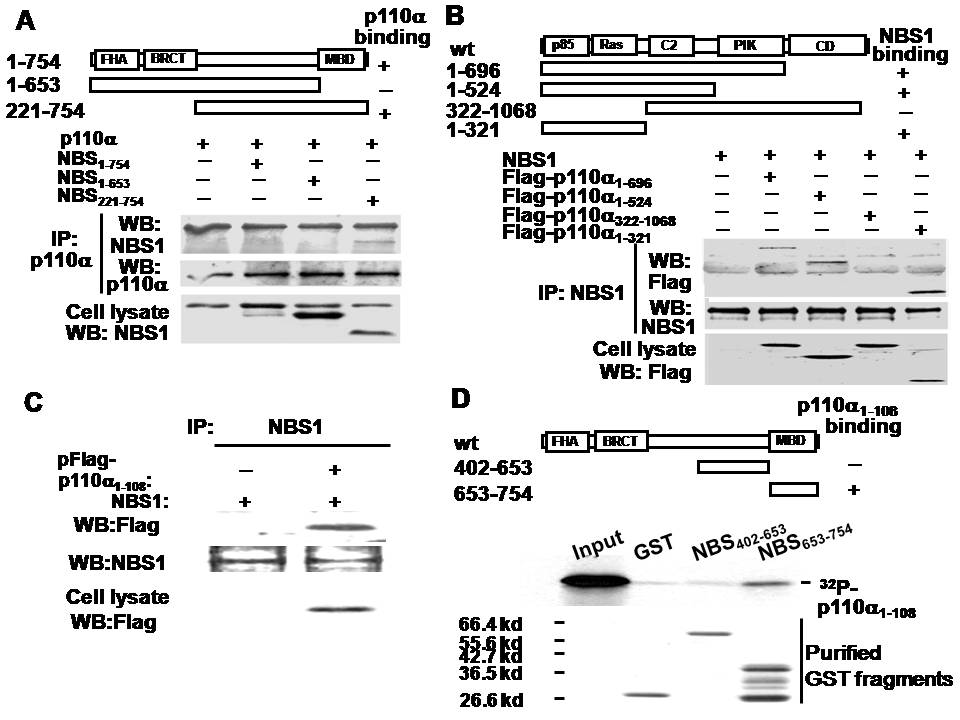 A
p110α
binding
FHA BRCT MBD
1-754 +
1-653 –
221-754 +
p110α + + + +
NBS1-754 – + – –
NBS1-653 – – + –
NBS221-754 – – – +
IP:
p110α
WB:
NBS1
WB:
p110α
Cell lysate
WB: NBS1
B
NBS1
binding
wt
p85 Ras C2 PIK CD
1-696 +
1-524 +
322-1068 –
1-321 +
NBS1 + + + + +
Flag-p110α1-696 – + – – –
Flag-p110α1-524 – – + – –
Flag-p110α322-1068 – – – + –
Flag-p110α1-321 – – – – +
IP: NBS1
WB:
Flag
WB:
NBS1
Cell lysate
WB: Flag
C
IP: NBS1
pFlag-
p110α1-108: – +
NBS1: + +
WB:Flag
WB:NBS1
Cell lysate
WB:Flag
D
p110α1-108
binding
wt
FHA BRCT MBD
402-653 –
653-754 +
Input GST NBS402-653 NBS653-754
– 32P-
p110α1-108
66.4 kd –
55.6 kd –
42.7 kd –
36.5 kd –
26.6 kd –
Purified
GST fragments